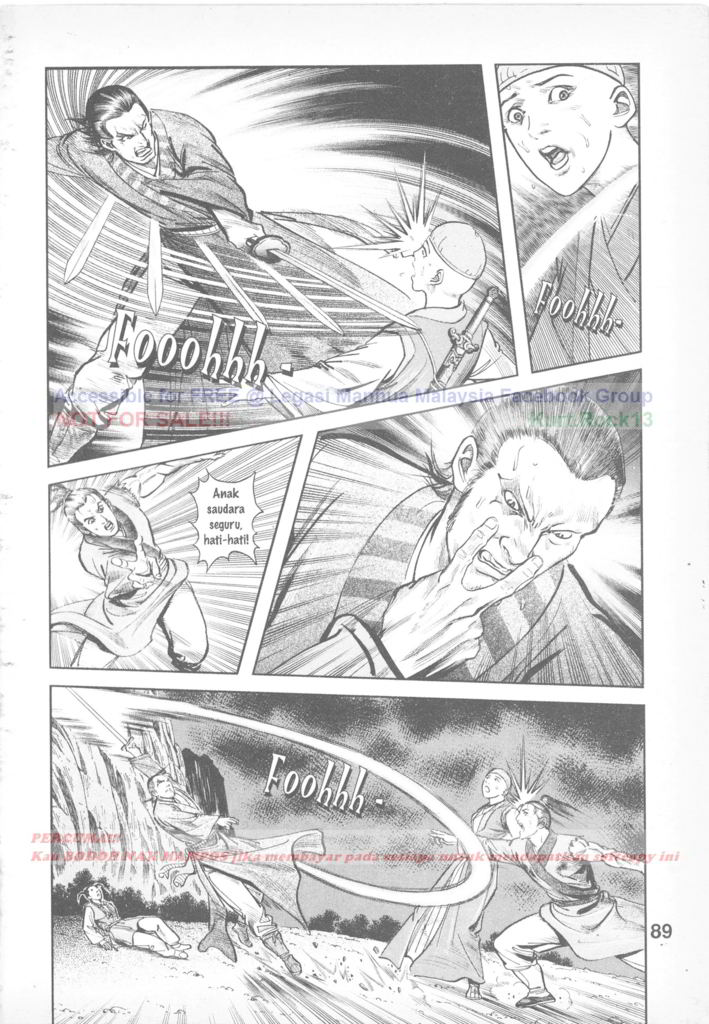 Fooohhh-
Foohhh-
Accessible for FREE @ Legasi Manhua Malaysia Facebook Group
NOT FOR SALE!!!
KuruRock13
Anak
saudara
seguru,
hati-hati!
Foohhh-
PERCUMA!!!
Kau BODOH NAK MAMPOS jika membayar pada sesiapa untuk mendapatkan softcopy ini
89